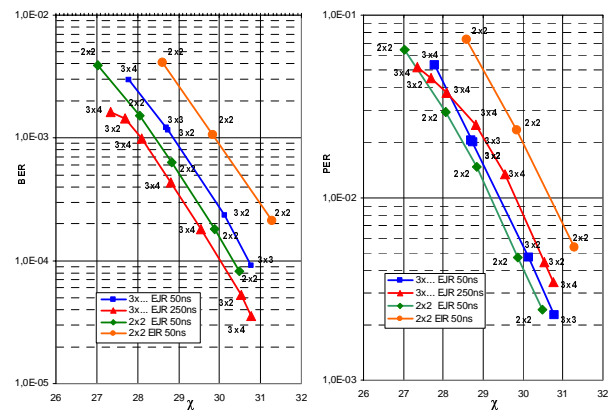 1,0E-02
1,0E-03
1,0E-04
1,0E-05
BER
26 27 28 29 30 31 32
χ
2x2
2x2
3x4
3x4
2x2
3x2
3x3
3x2
2x2
3x4
2x2
3x4
2x2
3x4
3x2
2x2
3x3
2x2
3x2
3x4
3x... EJR 50ns
3x... EJR 250ns
2x2 EJR 50ns
2x2 EIR 50ns
1,0E-01
1,0E-02
1,0E-03
PER
26 27 28 29 30 31 32
χ
2x2
2x2
3x4
3x4
3x2
3x4
2x2
3x4
2x2
3x3
3x2
2x2
3x4
3x2
2x2
2x2
3x2
3x4
2x2
3x3
3x... EJR 50ns
3x... EJR 250ns
2x2 EJR 50ns
2x2 EIR 50ns